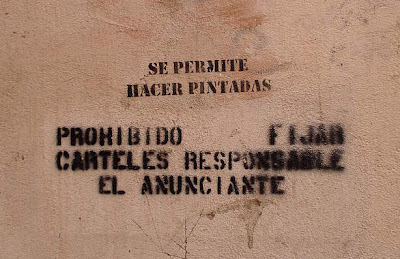 SE PERMITE
HACER PINTADAS
PROHIBIDO FIJAR
CARTELES RESPONSABLE
EL ANUNCIANTE